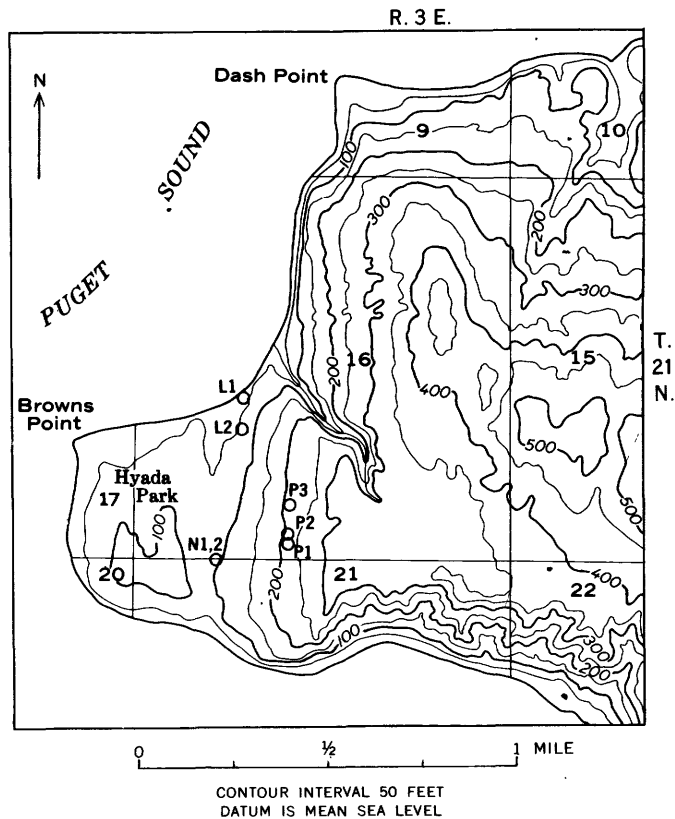 R. 3 E.
Dash Point
N
9
10
100
SOUND
300
200
PUGET
300
T.
21
N.
16
15
200
400
L1
Browns
Point
L2
500
Hyada
Park
17
P3
500
100
P2
N1,2
P1
20
200
21
400
22
100
300
200
0
½
1 MILE
CONTOUR INTERVAL 50 FEET
DATUM IS MEAN SEA LEVEL